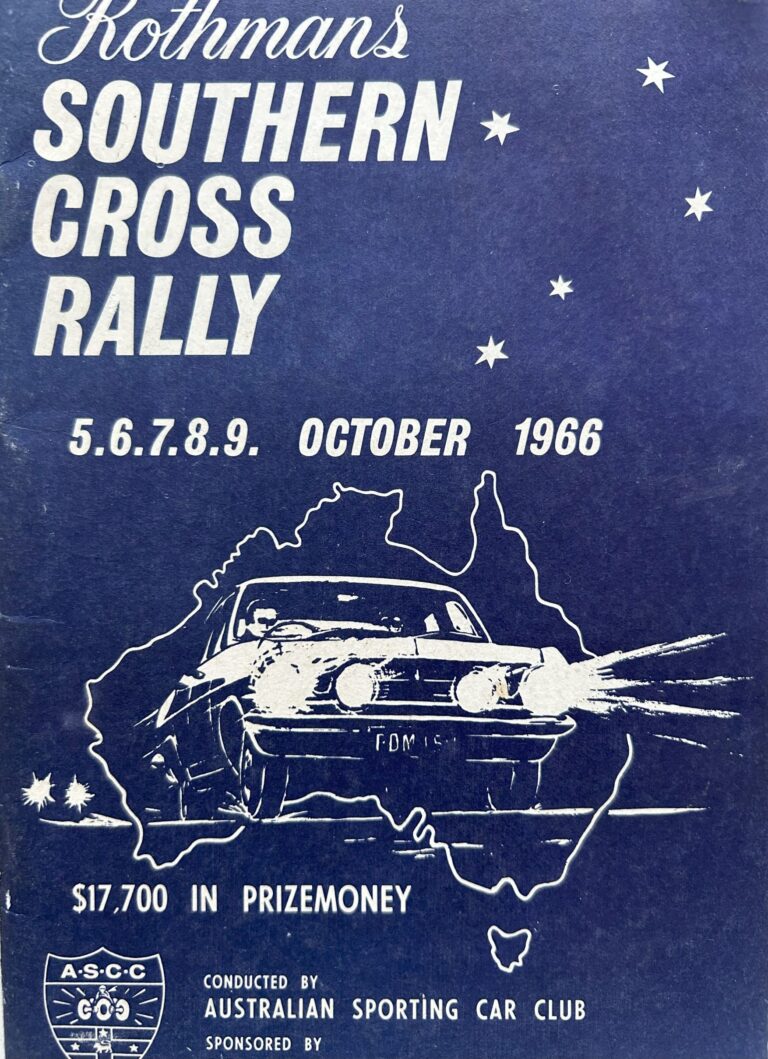 Rothmans
SOUTHERN
CROSS
RALLY
5.6.7.8.9. OCTOBER 1966
$17,700 IN PRIZEMONEY
A·S·C·C
CONDUCTED BY
AUSTRALIAN SPORTING CAR CLUB
SPONSORED BY